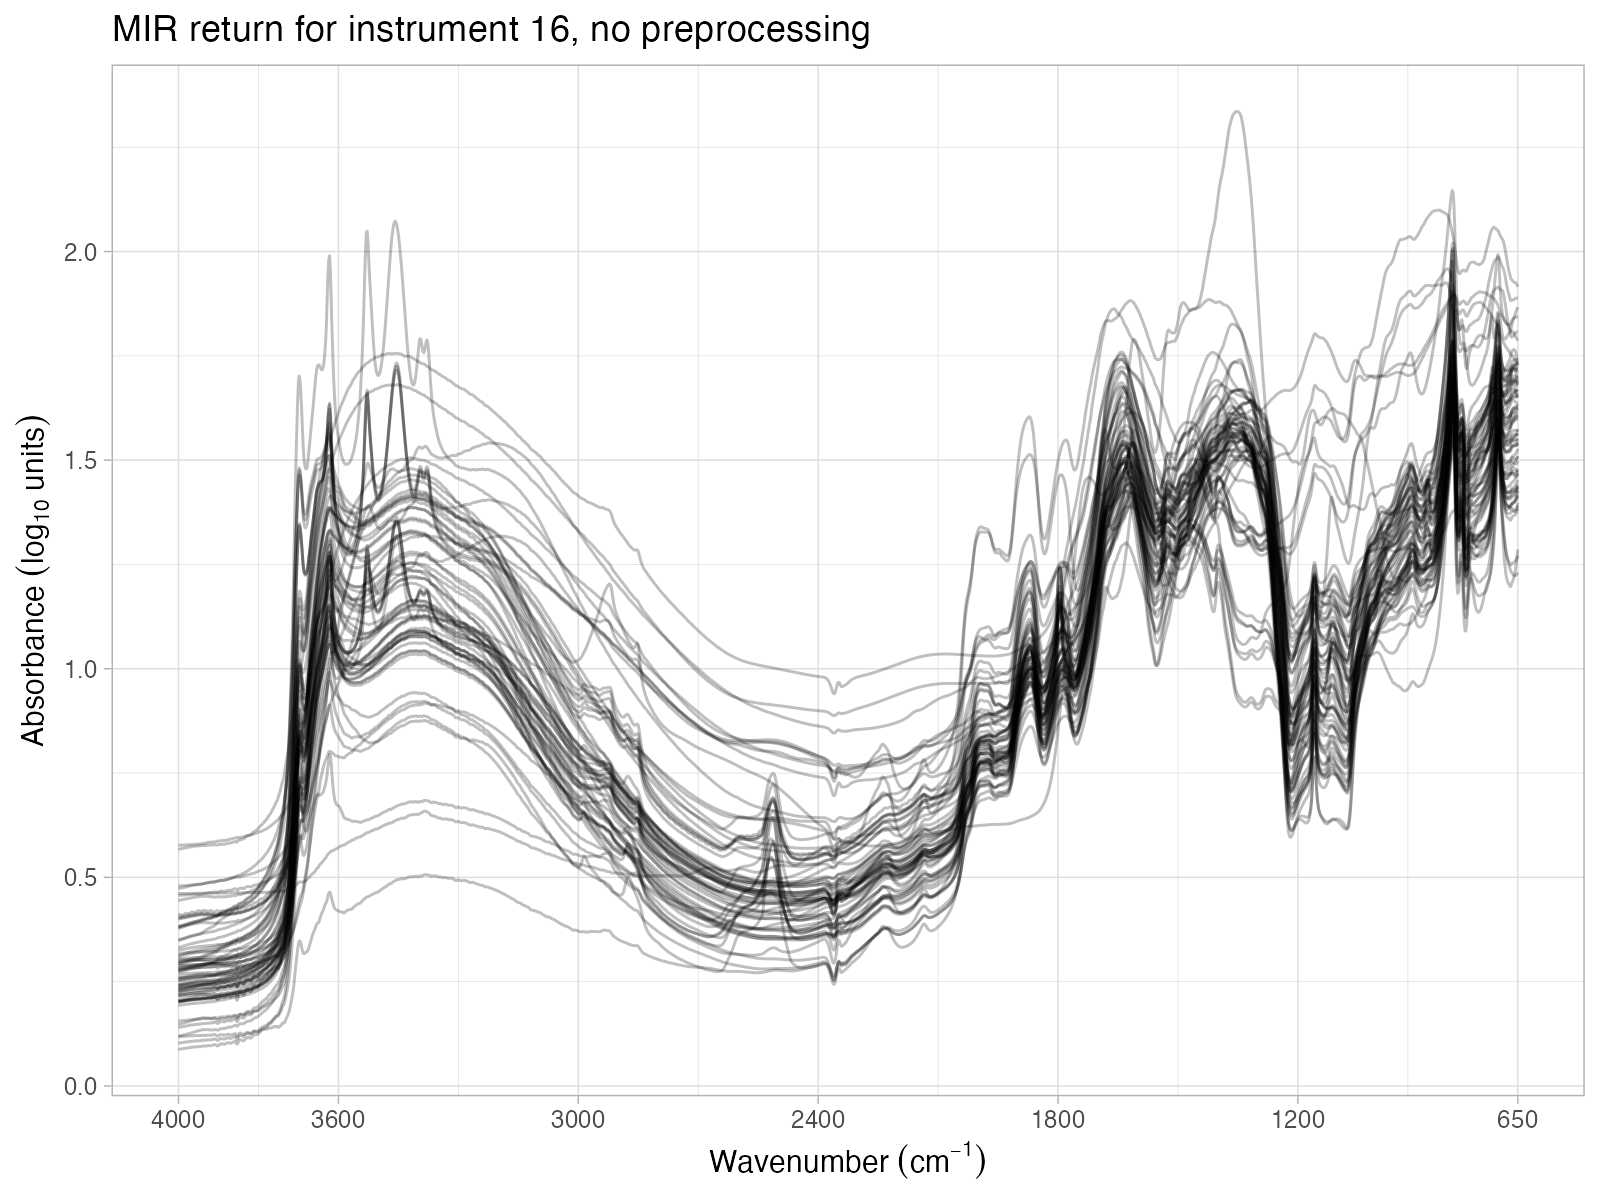 MIR return for instrument 16, no preprocessing
Absorbance (log₁₀ units)
2.0
1.5
1.0
0.5
0.0
4000 3600 3000 2400 1800 1200 650
Wavenumber (cm⁻¹)